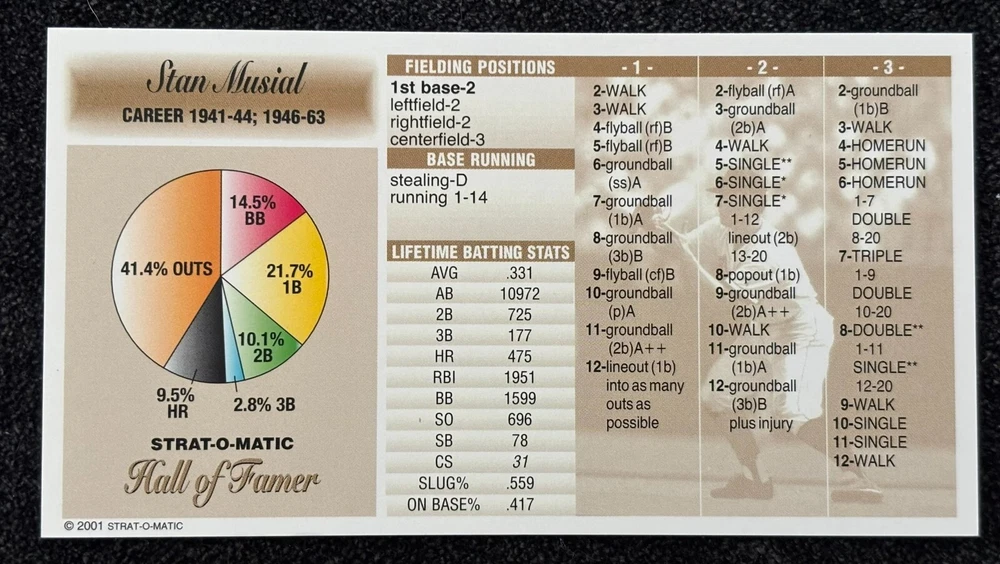 Stan Musial
CAREER 1941-44; 1946-63
14.5%
BB
21.7%
1B
10.1%
2B
2.8% 3B
9.5%
HR
41.4% OUTS
STRAT-O-MATIC
Hall of Famer
© 2001 STRAT-O-MATIC
FIELDING POSITIONS
1st base-2
leftfield-2
rightfield-2
centerfield-3
BASE RUNNING
stealing-D
running 1-14
LIFETIME BATTING STATS
AVG .331
AB 10972
2B 725
3B 177
HR 475
RBI 1951
BB 1599
SO 696
SB 78
CS 31
SLUG% .559
ON BASE% .417
- 1 -
2-WALK
3-WALK
4-flyball (rf)B
5-flyball (rf)B
6-groundball
(ss)A
7-groundball
(1b)A
8-groundball
(3b)B
9-flyball (cf)B
10-groundball
(p)A
11-groundball
(2b)A++
12-lineout (1b)
into as many
outs as
possible
- 2 -
2-flyball (rf)A
3-groundball
(2b)A
4-WALK
5-SINGLE**
6-SINGLE*
7-SINGLE*
1-12
lineout (2b)
13-20
8-popout (1b)
9-groundball
(2b)A++
10-WALK
11-groundball
(1b)A
12-groundball
(3b)B
plus injury
- 3 -
2-groundball
(1b)B
3-WALK
4-HOMERUN
5-HOMERUN
6-HOMERUN
1-7
DOUBLE
8-20
7-TRIPLE
1-9
DOUBLE
10-20
8-DOUBLE**
1-11
SINGLE**
12-20
9-WALK
10-SINGLE
11-SINGLE
12-WALK